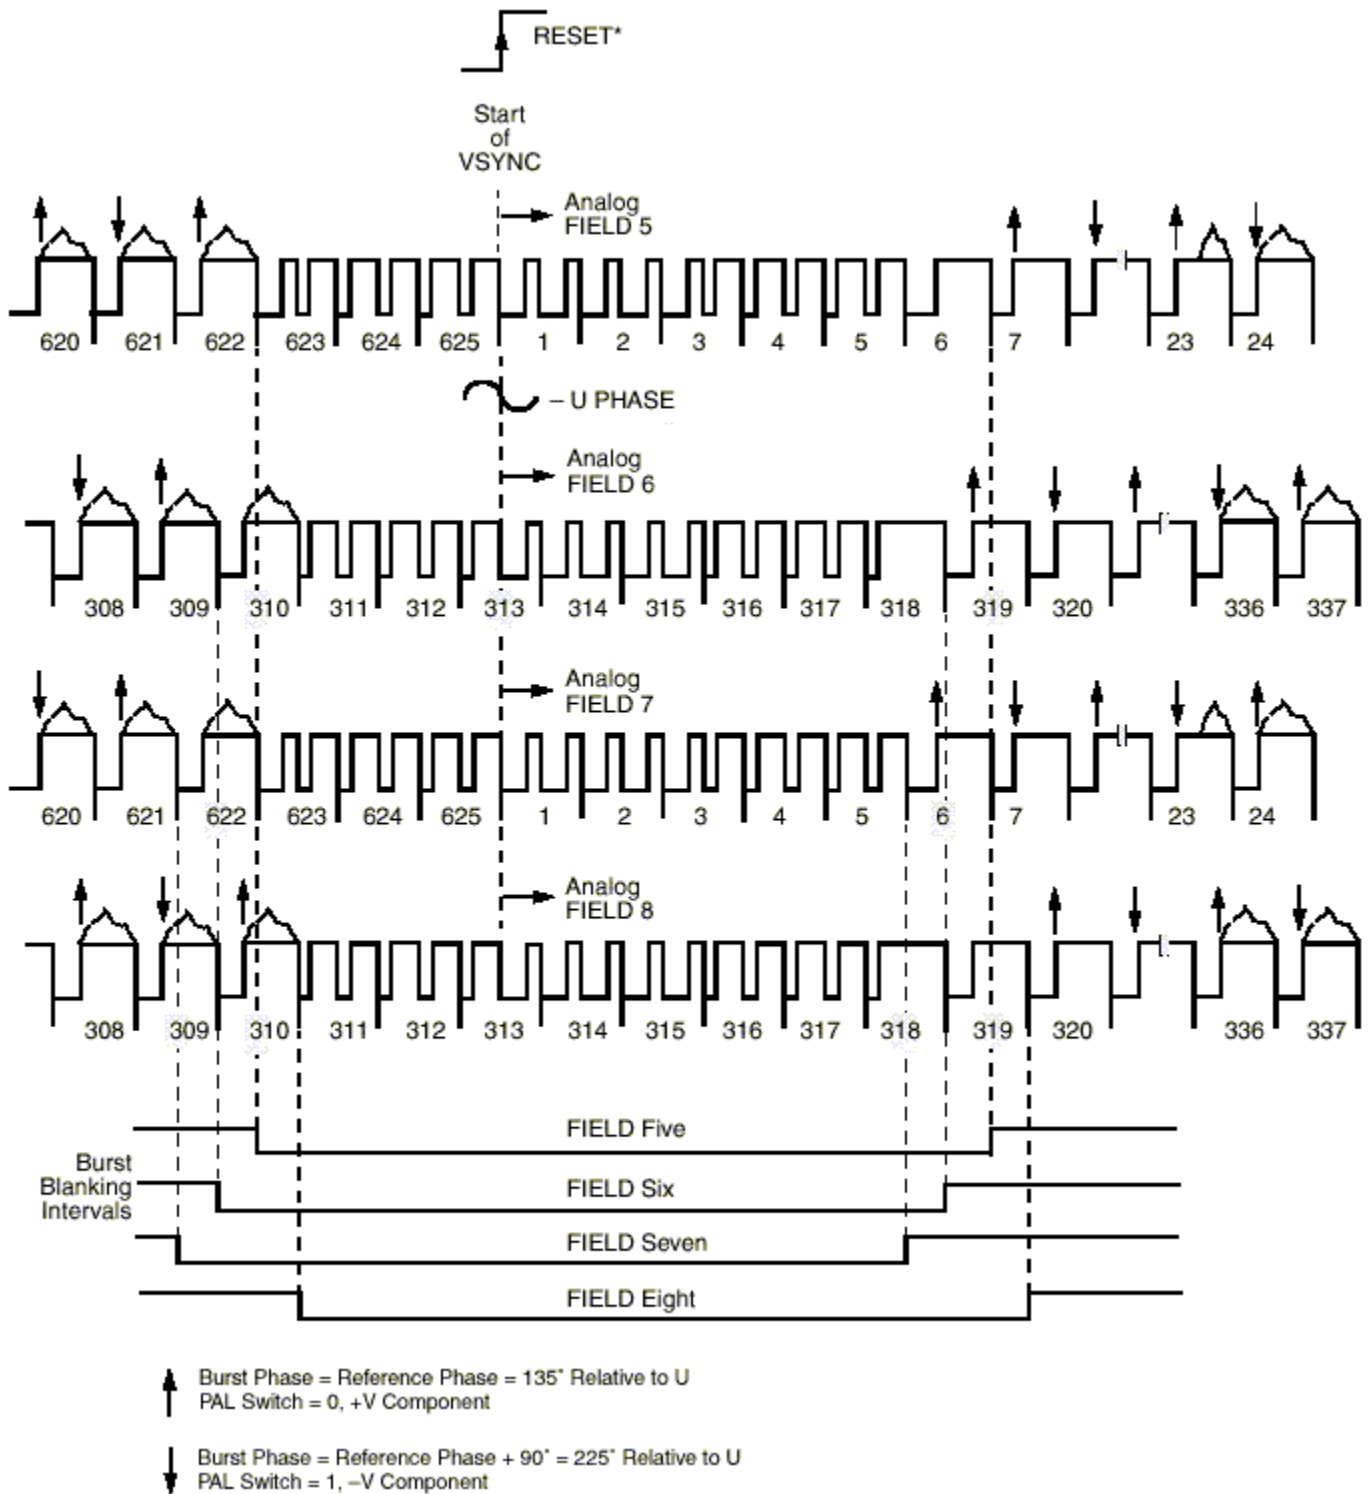 RESET*
Start
of
VSYNC
Analog
FIELD 5
620 621 622 623 624 625 1 2 3 4 5 6 7 23 24
– U PHASE
Analog
FIELD 6
308 309 310 311 312 313 314 315 316 317 318 319 320 336 337
Analog
FIELD 7
620 621 622 623 624 625 1 2 3 4 5 6 7 23 24
Analog
FIELD 8
308 309 310 311 312 313 314 315 316 317 318 319 320 336 337
FIELD Five
Burst
Blanking
Intervals
FIELD Six
FIELD Seven
FIELD Eight
Burst Phase = Reference Phase = 135° Relative to U
PAL Switch = 0, +V Component
Burst Phase = Reference Phase + 90° = 225° Relative to U
PAL Switch = 1, –V Component